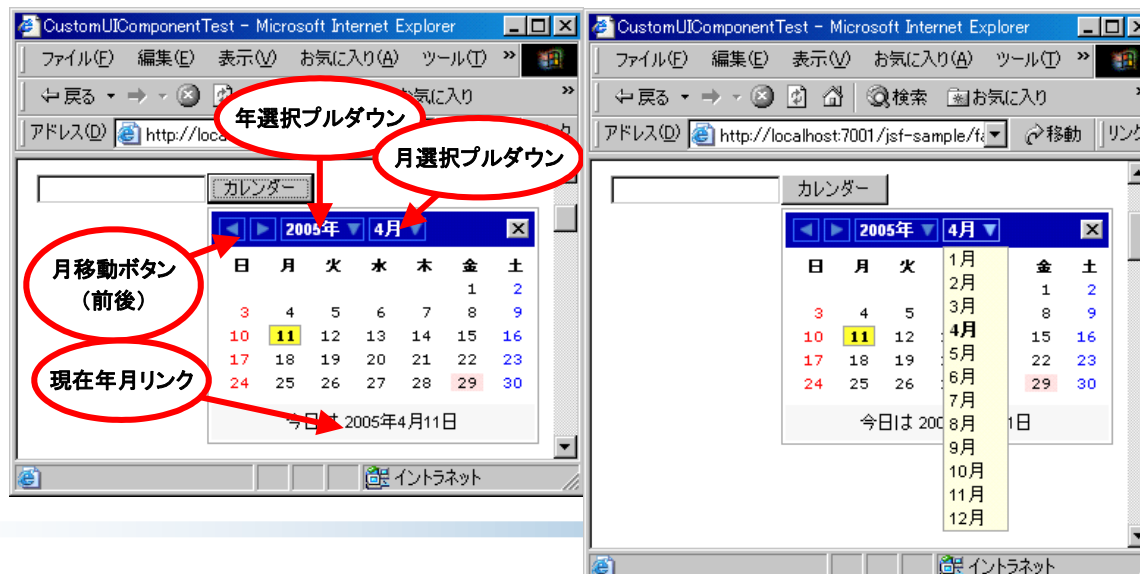 CustomUIComponentTest - Microsoft Internet Explorer
ファイル(F) 編集(E) 表示(V) お気に入り(A) ツール(T) »
戻る お気に入り »
アドレス(D) http://loc
年選択プルダウン
月選択プルダウン
カレンダー
2005年 4月
日 月 火 水 木 金 土
1 2
3 4 5 6 7 8 9
10 11 12 13 14 15 16
17 18 19 20 21 22 23
24 25 26 27 28 29 30
今日は 2005年4月11日
月移動ボタン
(前後)
現在年月リンク
イントラネット
CustomUIComponentTest - Microsoft Internet Explorer
ファイル(F) 編集(E) 表示(V) お気に入り(A) ツール(T) »
戻る 検索 お気に入り
アドレス(D) http://localhost:7001/jsf-sample/fa 移動 リンク
カレンダー
2005年 4月
日 月 火 金 土
1 2
3 4 5 8 9
10 11 12 15 16
17 18 19 22 23
24 25 26 29 30
今日は 200 1日
1月
2月
3月
4月
5月
6月
7月
8月
9月
10月
11月
12月
イントラネット